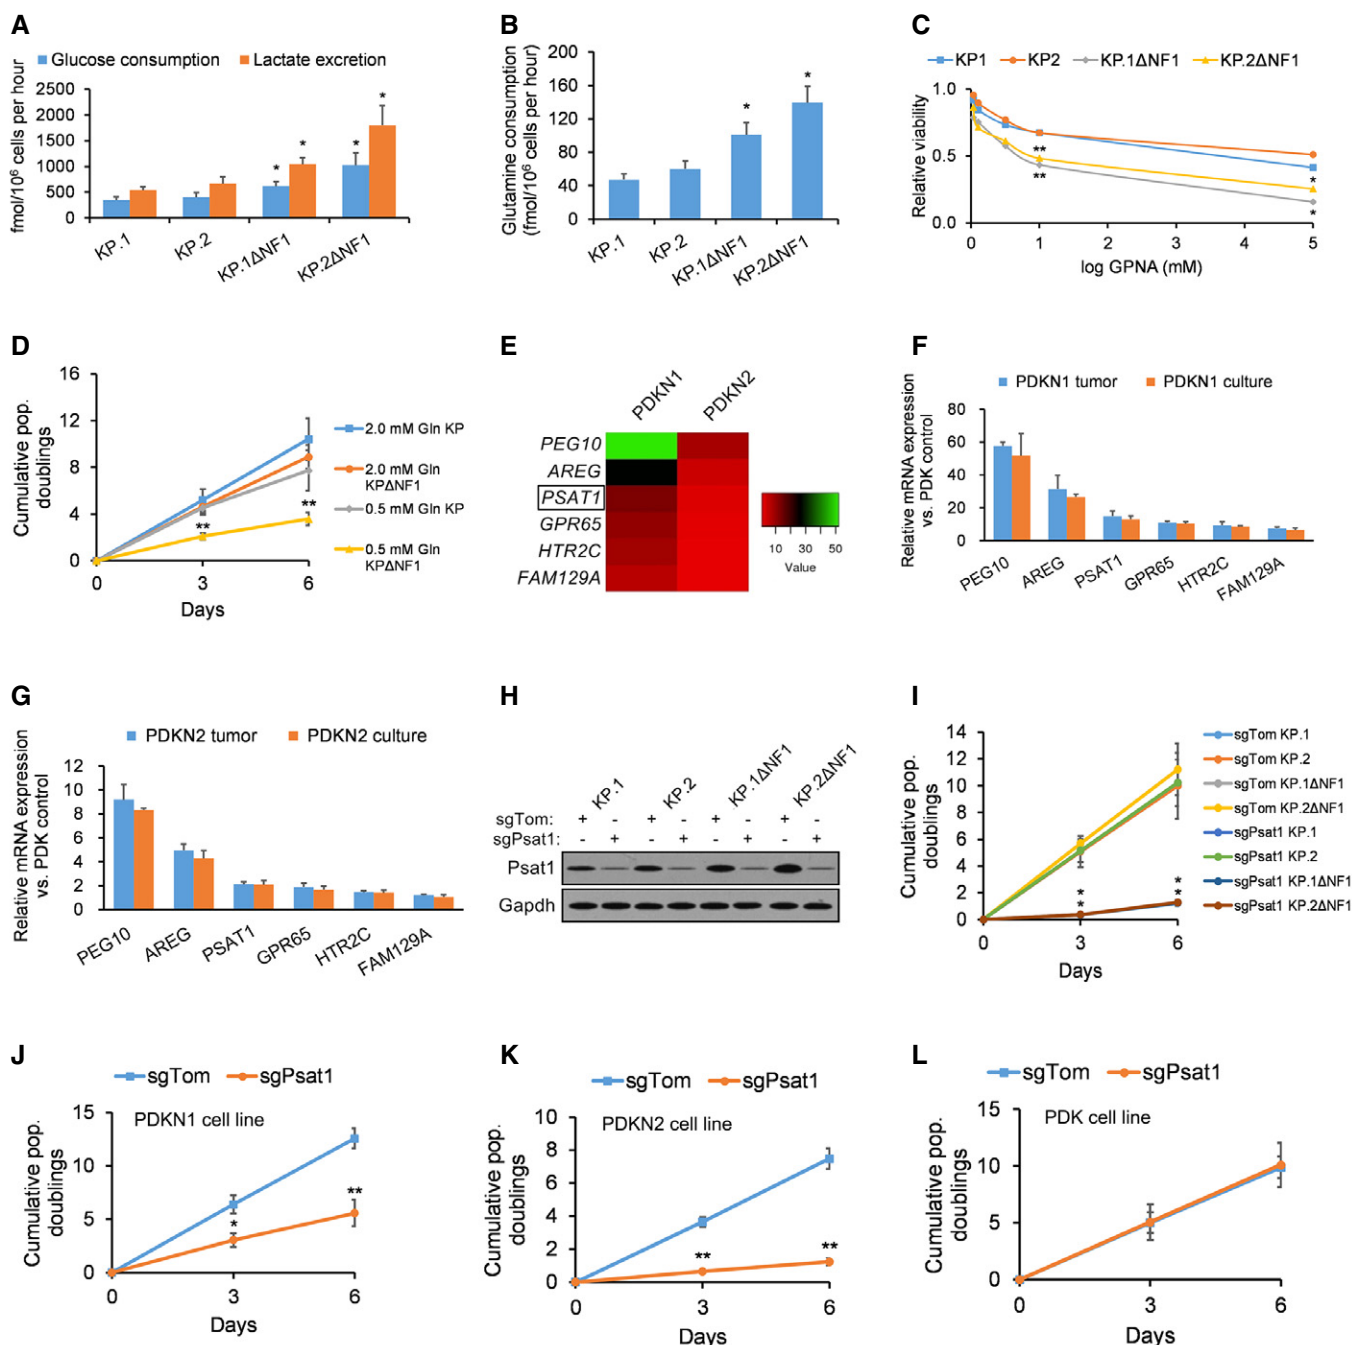 A
Glucose consumption
Lactate excretion
fmol/10⁶ cells per hour
2500
2000
1500
1000
500
0
* * * *
KP.1
KP.2
KP.1ΔNF1
KP.2ΔNF1
B
Glutamine consumption
(fmol/10⁶ cells per hour)
200
160
120
80
40
0
* *
KP.1
KP.2
KP.1ΔNF1
KP.2ΔNF1
C
KP1
KP2
KP.1ΔNF1
KP.2ΔNF1
Relative viability
1.0
0.5
0.0
**
**
*
*
0 1 2 3 4 5
log GPNA (mM)
D
Cumulative pop.
doublings
16
12
8
4
0
**
**
0 3 6
Days
2.0 mM Gln KP
2.0 mM Gln
KPΔNF1
0.5 mM Gln KP
0.5 mM Gln
KPΔNF1
E
PDKN1
PDKN2
PEG10
AREG
PSAT1
GPR65
HTR2C
FAM129A
10 30 50
Value
F
PDKN1 tumor
PDKN1 culture
Relative mRNA expression
vs. PDK control
80
60
40
20
0
PEG10
AREG
PSAT1
GPR65
HTR2C
FAM129A
G
PDKN2 tumor
PDKN2 culture
Relative mRNA expression
vs. PDK control
12
10
8
6
4
2
0
PEG10
AREG
PSAT1
GPR65
HTR2C
FAM129A
H
KP.1
KP.2
KP.1ΔNF1
KP.2ΔNF1
sgTom: + - + - + - + -
sgPsat1: - + - + - + - +
Psat1
Gapdh
I
Cumulative pop.
doublings
14
12
10
8
6
4
2
0
*
*
*
*
0 3 6
Days
sgTom KP.1
sgTom KP.2
sgTom KP.1ΔNF1
sgTom KP.2ΔNF1
sgPsat1 KP.1
sgPsat1 KP.2
sgPsat1 KP.1ΔNF1
sgPsat1 KP.2ΔNF1
J
sgTom
sgPsat1
PDKN1 cell line
Cumulative pop.
doublings
15
10
5
0
*
**
0 3 6
Days
K
sgTom
sgPsat1
PDKN2 cell line
Cumulative pop.
doublings
10
8
6
4
2
0
**
**
0 3 6
Days
L
sgTom
sgPsat1
PDK cell line
Cumulative pop.
doublings
15
10
5
0
0 3 6
Days